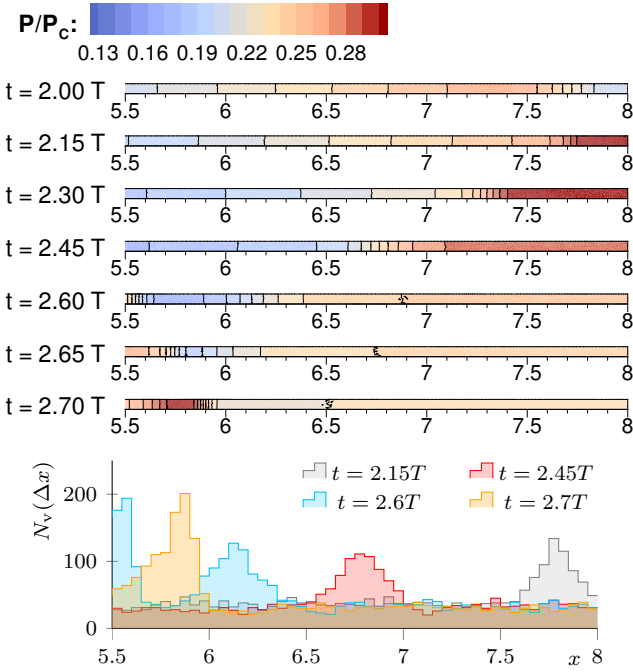 P/P_C:
0.13 0.16 0.19 0.22 0.25 0.28
t = 2.00 T
5.5 6 6.5 7 7.5 8
t = 2.15 T
5.5 6 6.5 7 7.5 8
t = 2.30 T
5.5 6 6.5 7 7.5 8
t = 2.45 T
5.5 6 6.5 7 7.5 8
t = 2.60 T
5.5 6 6.5 7 7.5 8
t = 2.65 T
5.5 6 6.5 7 7.5 8
t = 2.70 T
5.5 6 6.5 7 7.5 8
N_v(Δx)
200
100
0
t = 2.15T t = 2.45T
t = 2.6T t = 2.7T
5.5 6 6.5 7 7.5 x 8